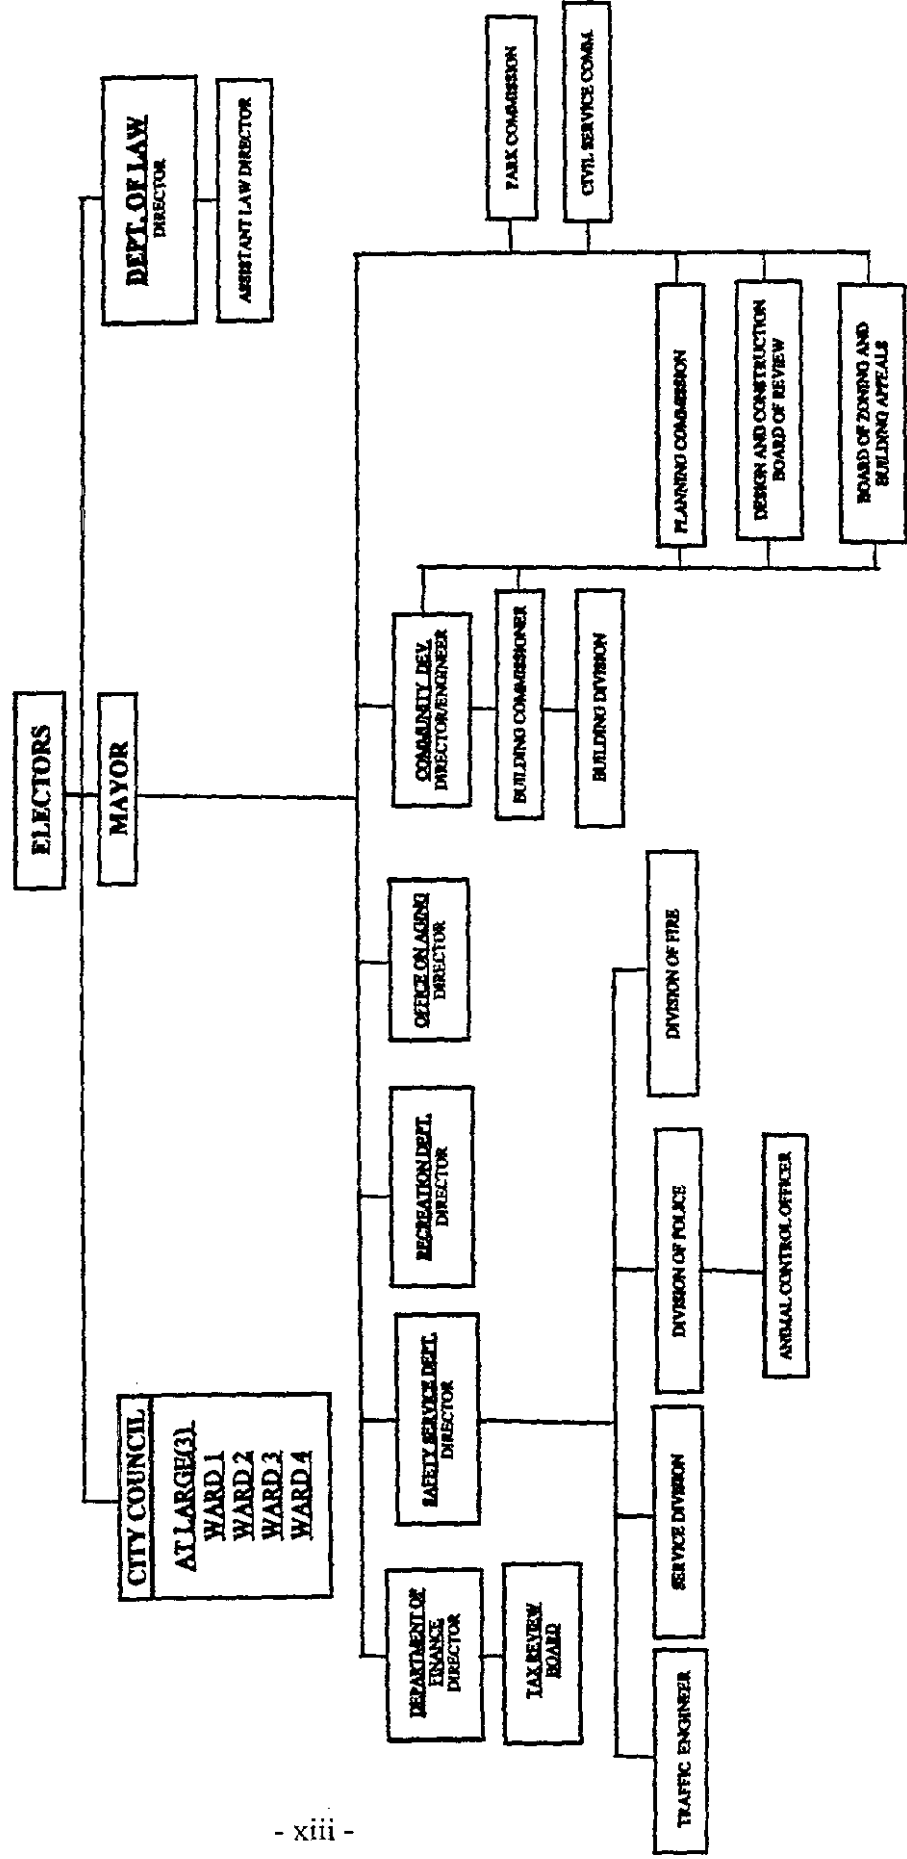 ELECTORS
MAYOR
CITY COUNCIL
AT LARGE(3)
WARD 1
WARD 2
WARD 3
WARD 4
DEPT. OF LAW
DIRECTOR
ASSISTANT LAW DIRECTOR
DEPARTMENT OF
FINANCE
DIRECTOR
TAX REVIEW
BOARD
SAFETY SERVICE DEPT.
DIRECTOR
RECREATION DEPT.
DIRECTOR
OFFICE ON AGING
DIRECTOR
COMMUNITY DEV.
DIRECTOR/ENGINEER
BUILDING COMMISSIONER
BUILDING DIVISION
PARK COMMISSION
CIVIL SERVICE COMM.
PLANNING COMMISSION
DESIGN AND CONSTRUCTION
BOARD OF REVIEW
BOARD OF ZONING AND
BUILDING APPEALS
TRAFFIC ENGINEER
SERVICE DIVISION
DIVISION OF POLICE
DIVISION OF FIRE
ANIMAL CONTROL OFFICER
- xiii -